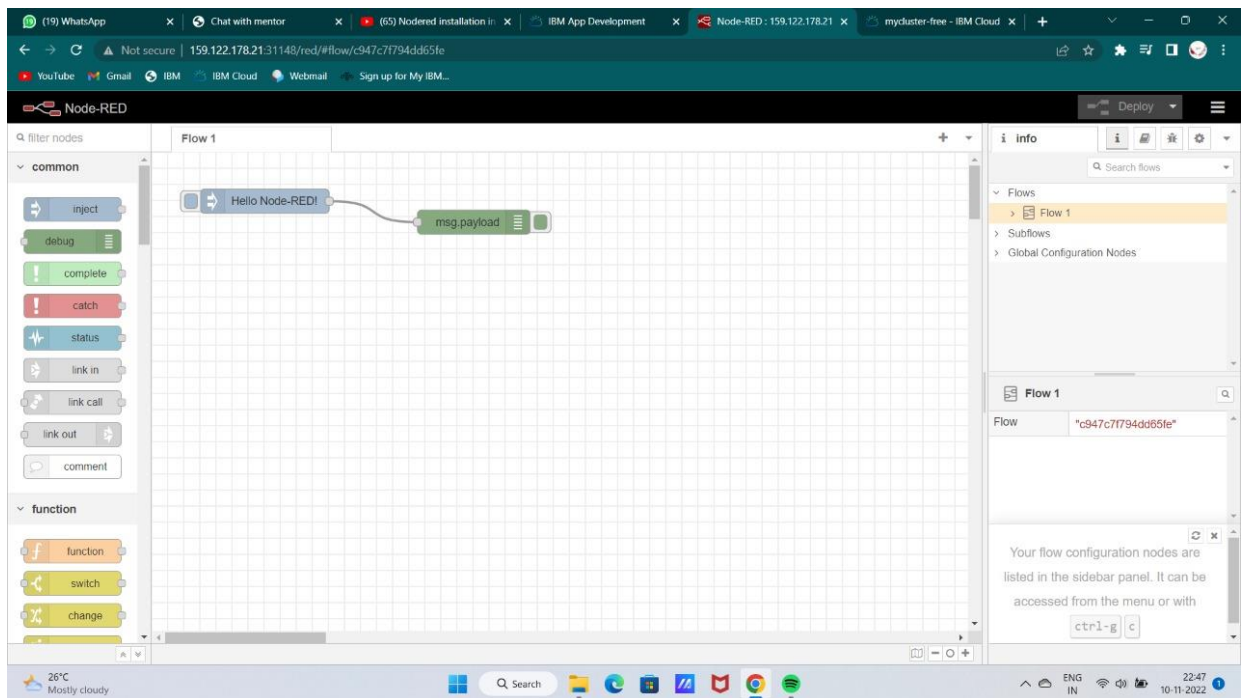 (19) WhatsApp
Chat with mentor
(65) Nodered installation in
IBM App Development
Node-RED : 159.122.178.21
mycluster-free - IBM Cloud
Not secure | 159.122.178.21:31148/red/#flow/c947c7f794dd65fe
YouTube Gmail IBM IBM Cloud Webmail Sign up for My IBM...
Node-RED
Deploy
filter nodes
Flow 1
i info
i
common
Search flows
Hello Node-RED!
Flows
inject
Flow 1
msg.payload
debug
Subflows
Global Configuration Nodes
complete
catch
status
link in
link call
Flow 1
Flow "c947c7f794dd65fe"
link out
comment
function
function
Your flow configuration nodes are
listed in the sidebar panel. It can be
switch
accessed from the menu or with
change
ctrl-g c
26°C
Mostly cloudy
Search
ENG
IN
22:47
10-11-2022
1